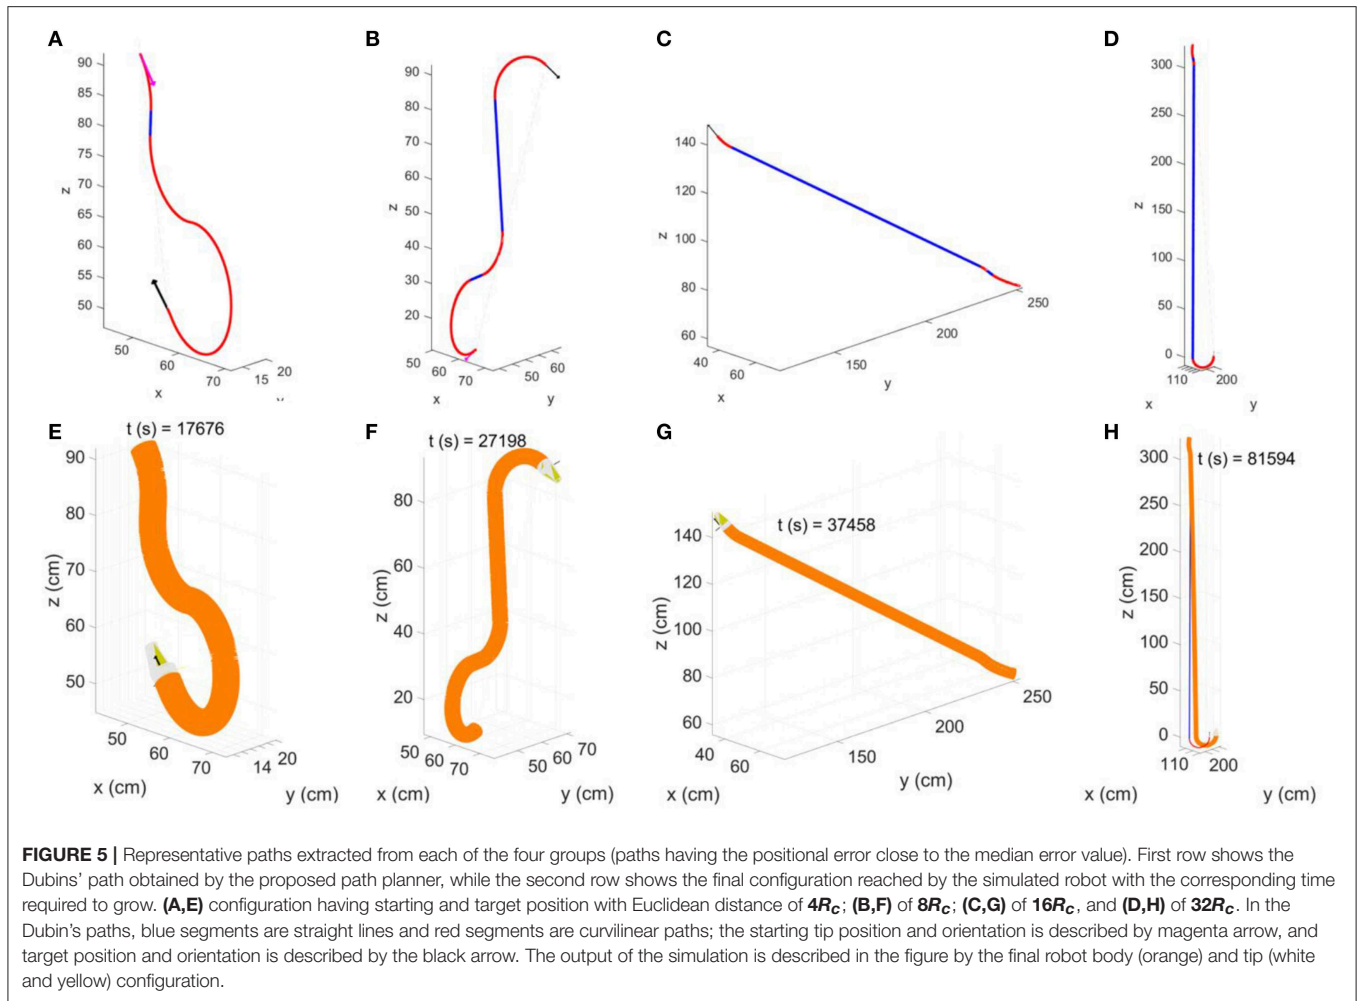 A
B
C
D
90
85
80
75
70
65
60
55
50
z
50
60
70
15
20
x
90
80
70
60
50
40
30
20
z
50
60
70
50
60
x
y
140
120
100
80
60
z
40
60
150
200
250
x
y
300
250
200
150
100
50
0
z
110
200
x
y
E
t (s) = 17676
F
t (s) = 27198
G
t (s) = 37458
H
t (s) = 81594
90
80
70
60
50
z (cm)
50
60
70
14
20
x (cm)
y (cm)
80
60
40
20
z (cm)
50
60
70
50
60
70
x (cm)
y (cm)
140
120
100
80
60
z (cm)
40
60
150
200
250
x (cm)
y (cm)
300
250
200
150
100
50
0
z (cm)
110
200
x (cm)
y (cm)
FIGURE 5 | Representative paths extracted from each of the four groups (paths having the positional error close to the median error value). First row shows the
Dubins' path obtained by the proposed path planner, while the second row shows the final configuration reached by the simulated robot with the corresponding time
required to grow. (A,E) configuration having starting and target position with Euclidean distance of 4Rc; (B,F) of 8Rc; (C,G) of 16Rc, and (D,H) of 32Rc. In the
Dubin's paths, blue segments are straight lines and red segments are curvilinear paths; the starting tip position and orientation is described by magenta arrow, and
target position and orientation is described by the black arrow. The output of the simulation is described in the figure by the final robot body (orange) and tip (white
and yellow) configuration.